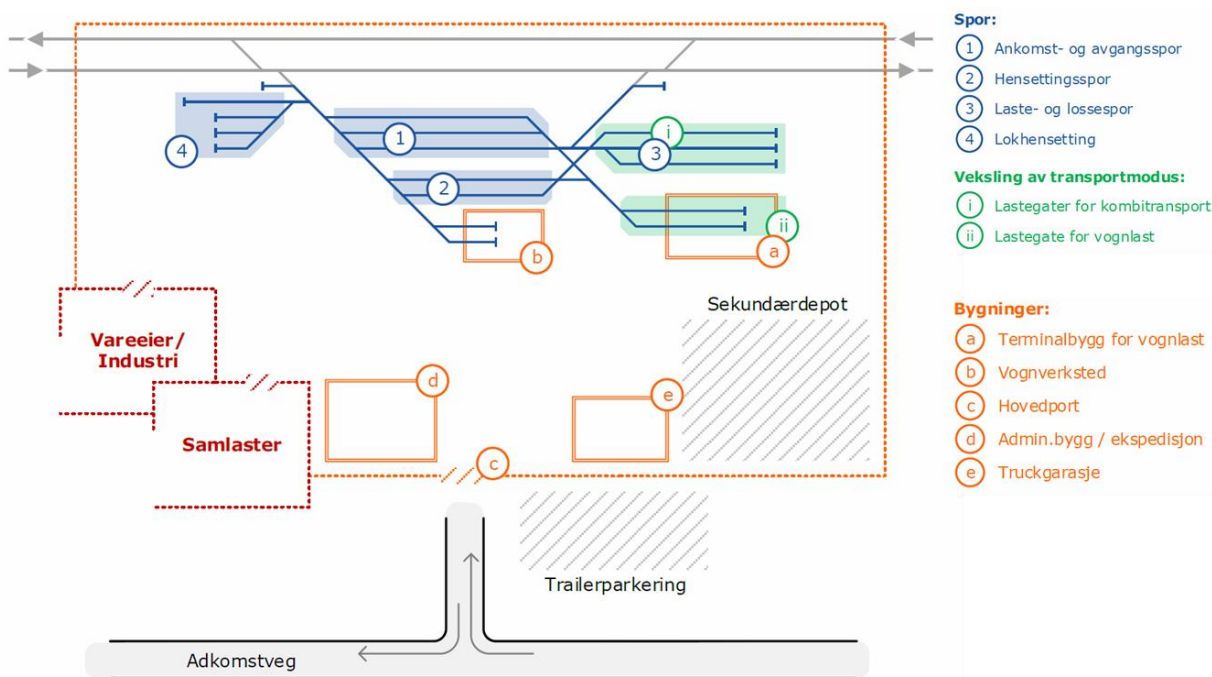 Spor:
1 Ankomst- og avgangsspor
2 Hensettingsspor
3 Laste- og lossespor
4 Lokhensetting
Veksling av transportmodus:
i Lastegater for kombitransport
ii Lastegate for vognlast
Bygninger:
a Terminalbygg for vognlast
b Vognverksted
c Hovedport
d Admin.bygg / ekspedisjon
e Truckgarasje
1
i
3
4
2
ii
b
a
Sekundærdepot
Vareeier/
Industri
d
e
Samlaster
c
Trailerparkering
Adkomstveg